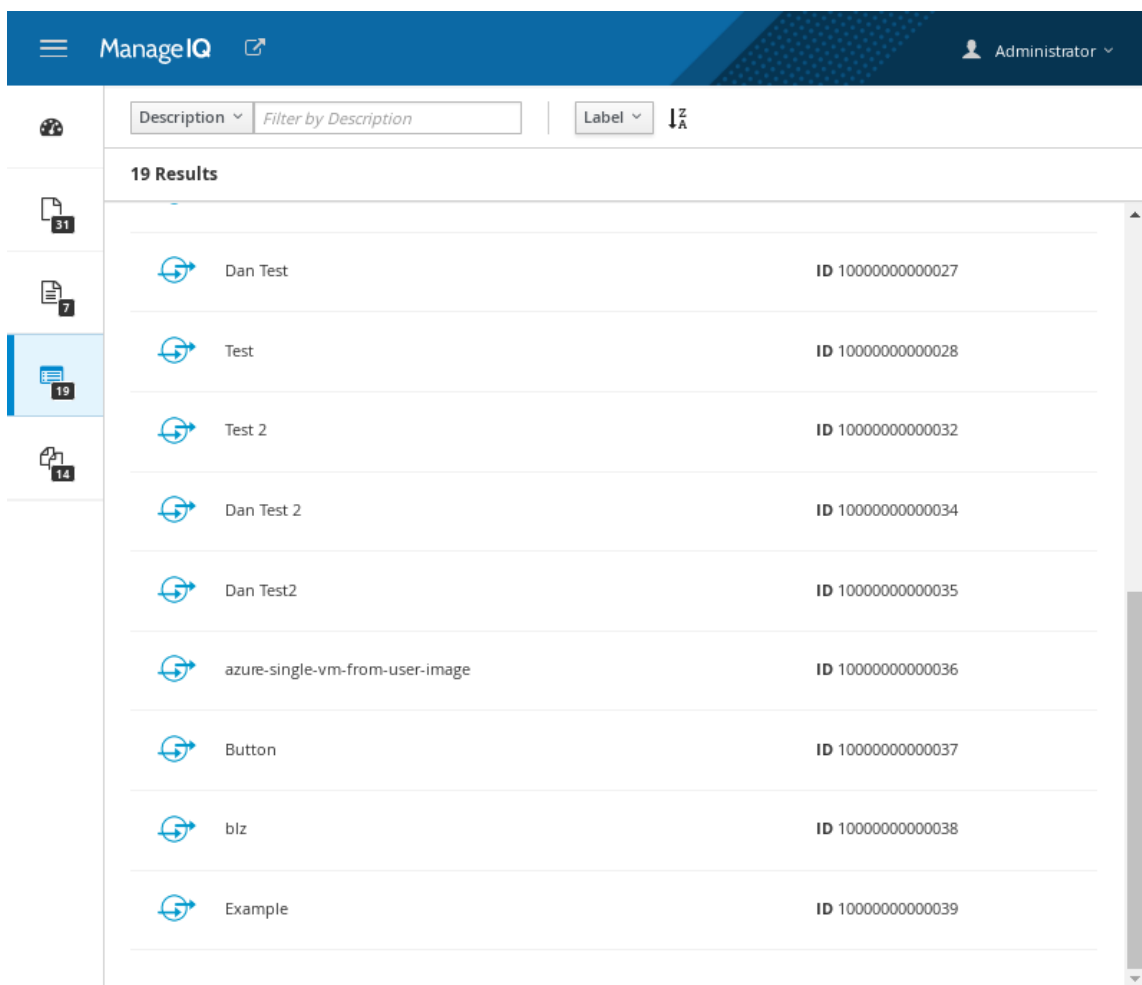 ManageIQ Administrator
Description Filter by Description Label Z A
31 19 Results
7
19
14
Dan Test ID 10000000000027
Test ID 10000000000028
Test 2 ID 10000000000032
Dan Test 2 ID 10000000000034
Dan Test2 ID 10000000000035
azure-single-vm-from-user-image ID 10000000000036
Button ID 10000000000037
blz ID 10000000000038
Example ID 10000000000039